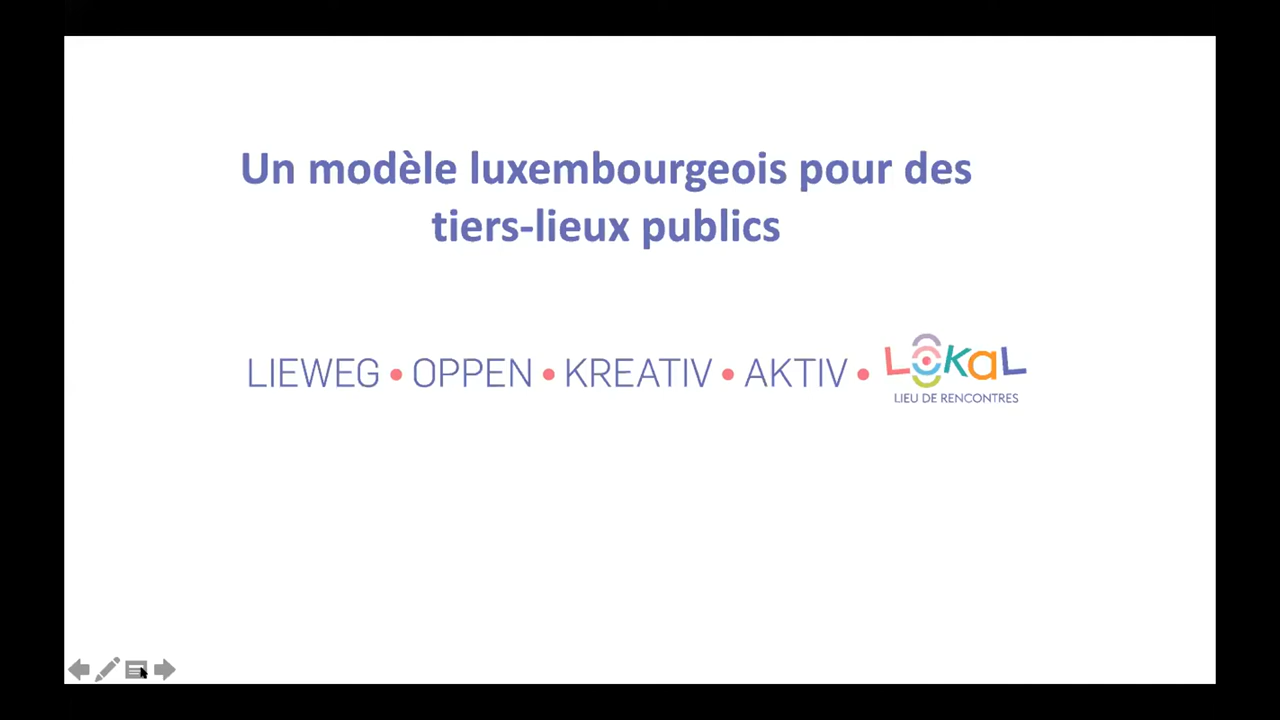 Un modèle luxembourgeois pour des
tiers-lieux publics
LIEWEG • OPPEN • KREATIV • AKTIV • LOKAL
LIEU DE RENCONTRES